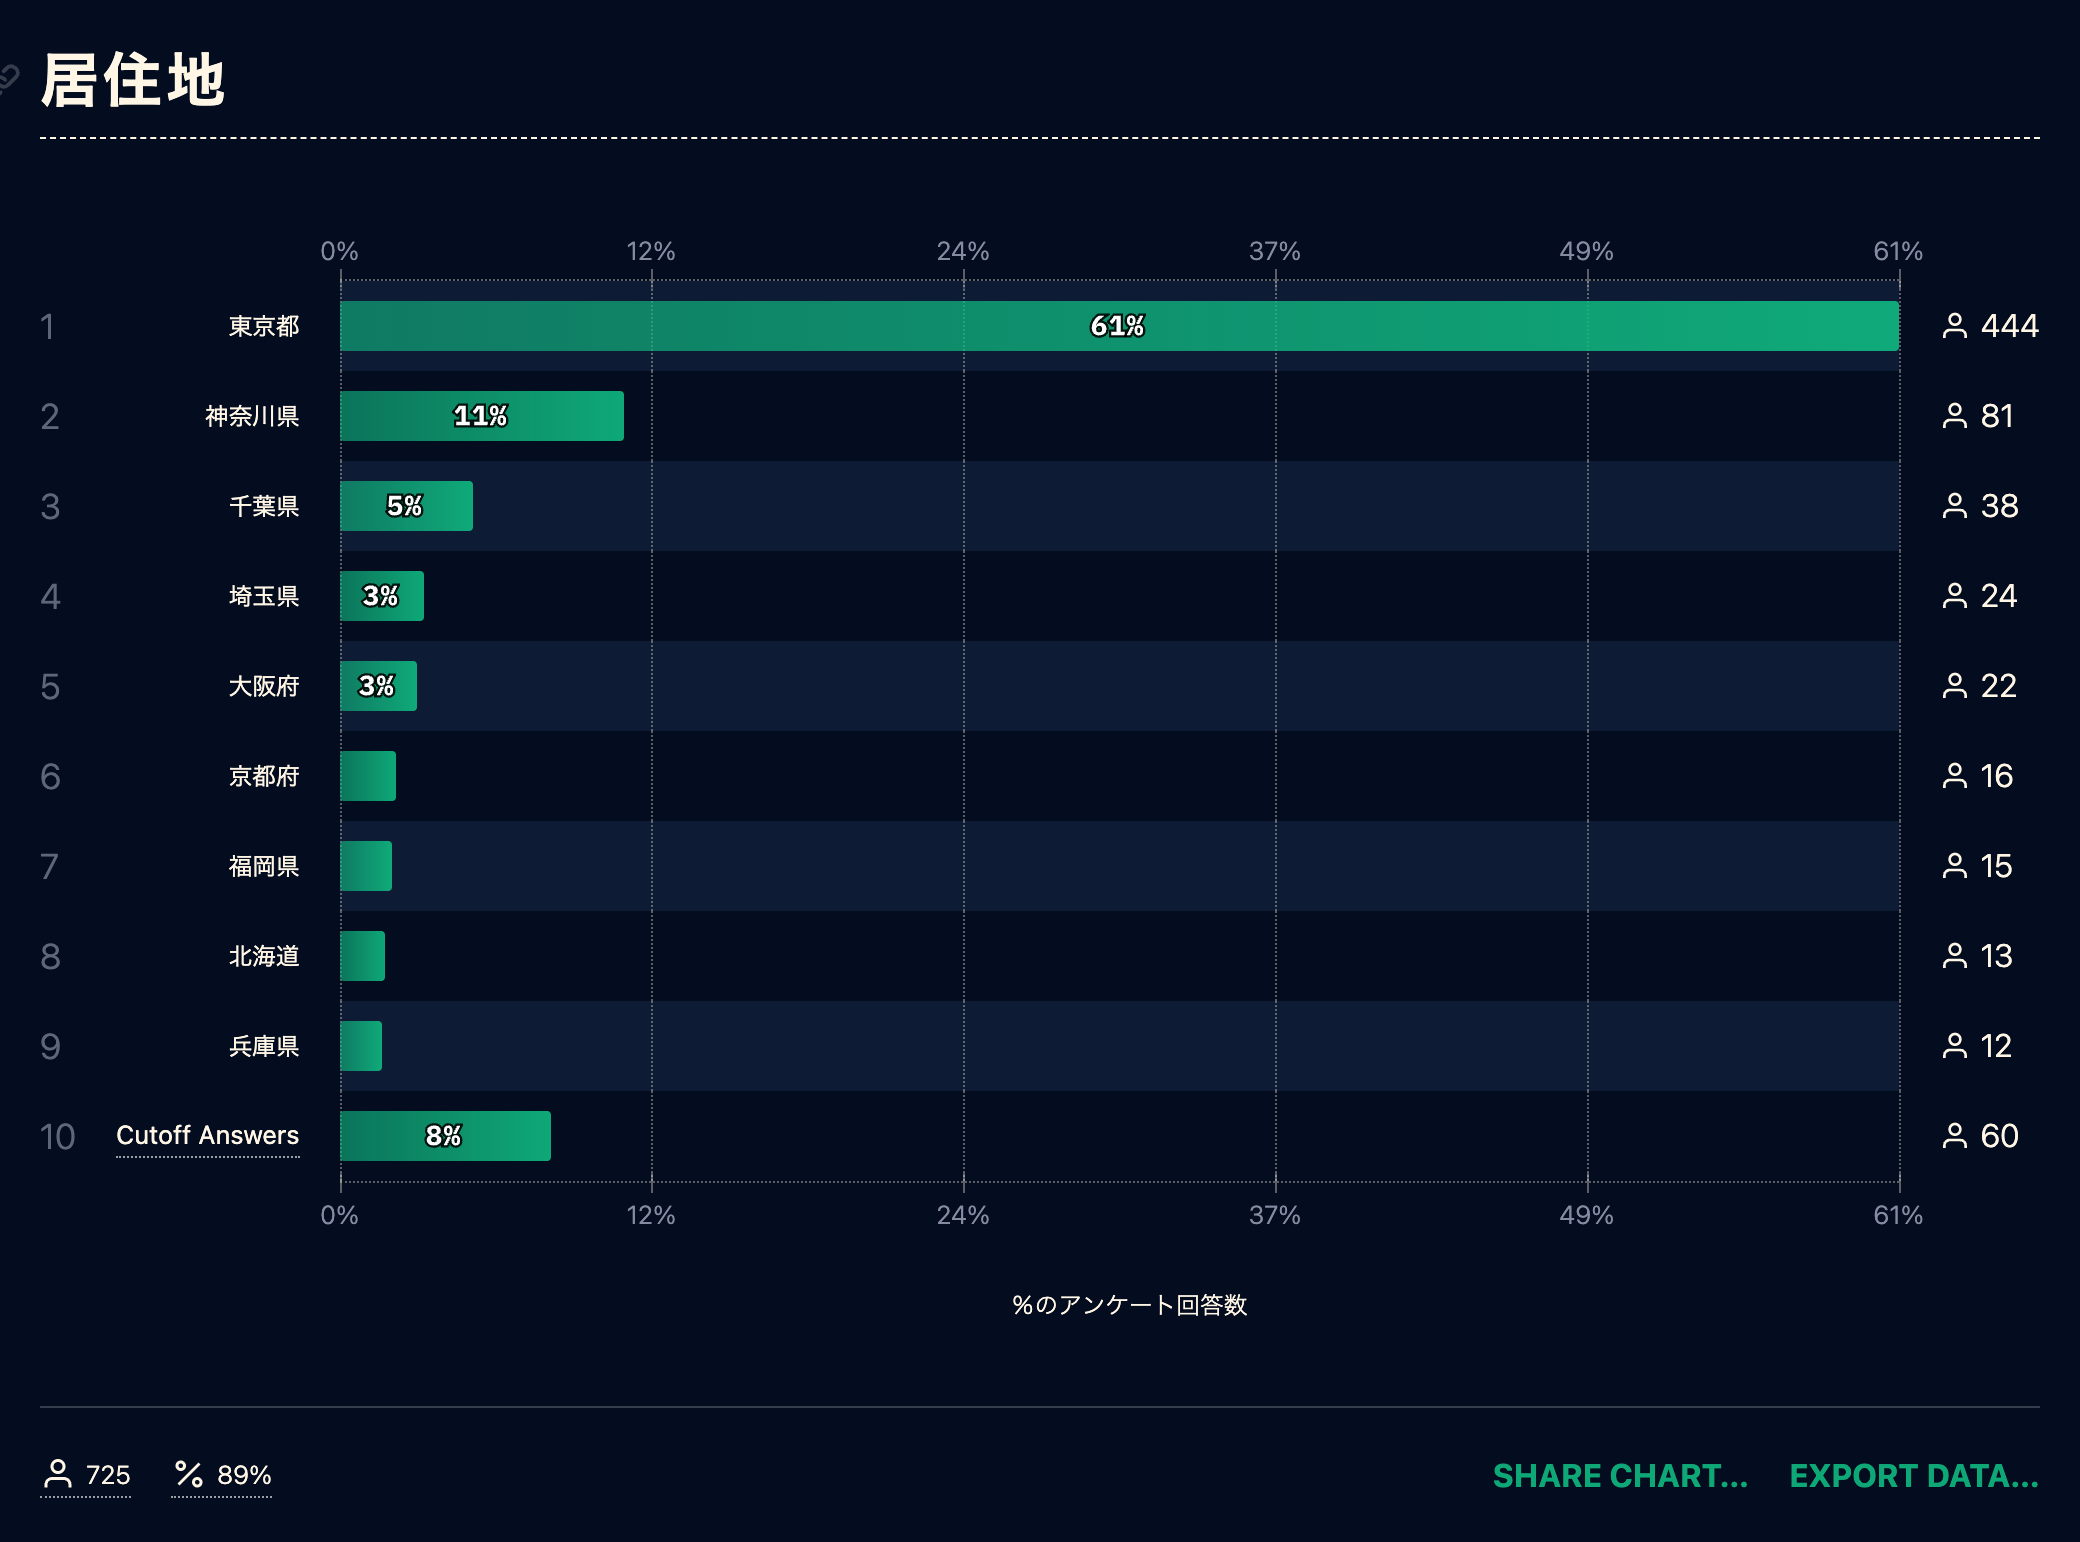 居住地
0% 12% 24% 37% 49% 61%
1 東京都 61% 444
2 神奈川県 11% 81
3 千葉県 5% 38
4 埼玉県 3% 24
5 大阪府 3% 22
6 京都府 16
7 福岡県 15
8 北海道 13
9 兵庫県 12
10 Cutoff Answers 8% 60
0% 12% 24% 37% 49% 61%
%のアンケート回答数
725 89% SHARE CHART... EXPORT DATA...